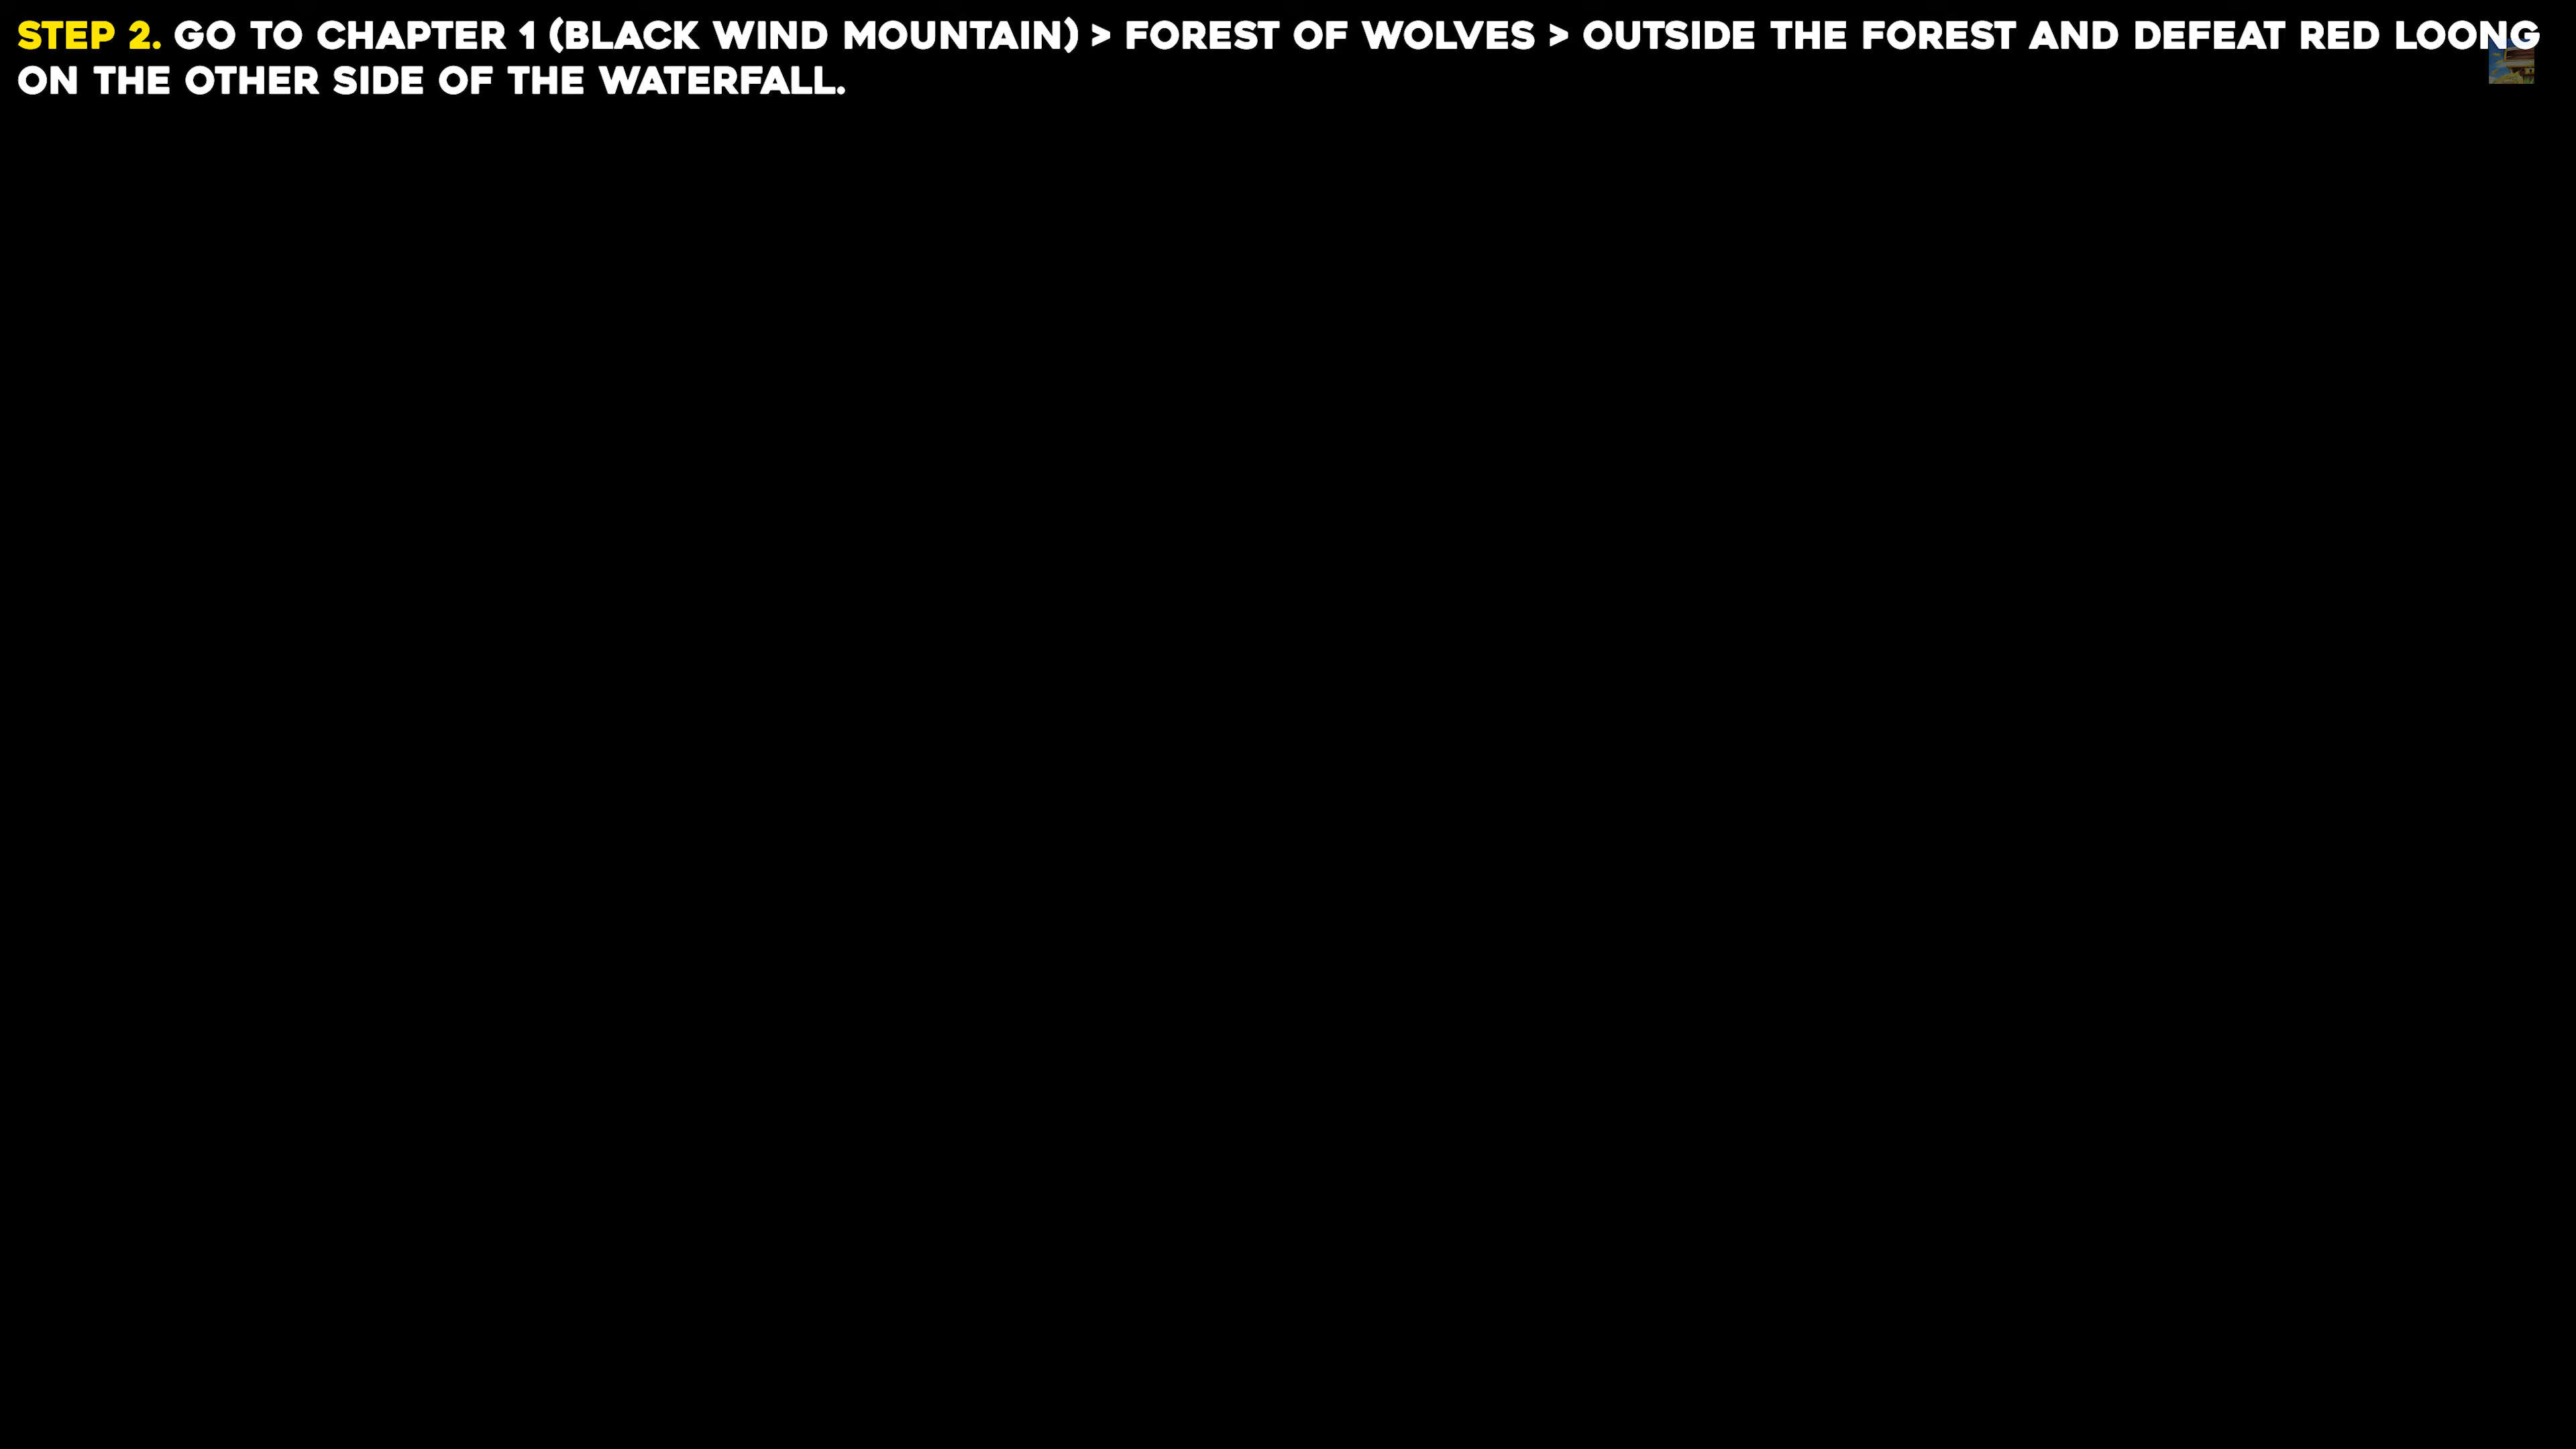 STEP 2. GO TO CHAPTER 1 (BLACK WIND MOUNTAIN) > FOREST OF WOLVES > OUTSIDE THE FOREST AND DEFEAT RED LOONG
ON THE OTHER SIDE OF THE WATERFALL.